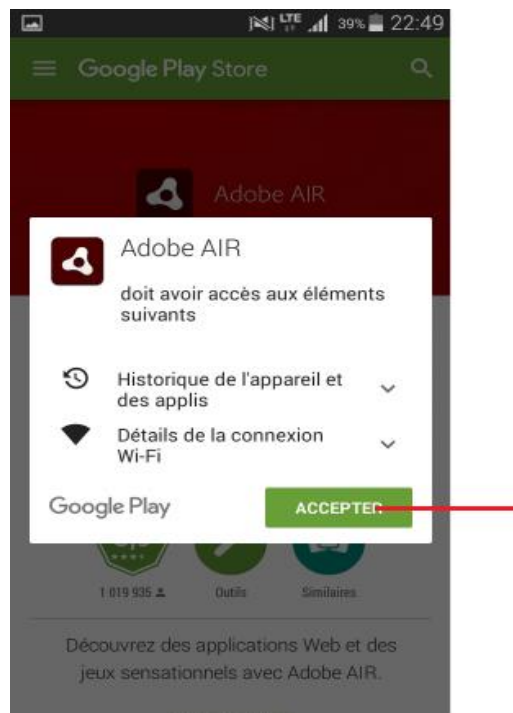 LTE 39% 22:49
Google Play Store
Adobe AIR
Adobe AIR
doit avoir accès aux éléments
suivants
Historique de l'appareil et
des applis
Détails de la connexion
Wi-Fi
Google Play ACCEPTER
1 019 935 Outils Similaires
Découvrez des applications Web et des
jeux sensationnels avec Adobe AIR.